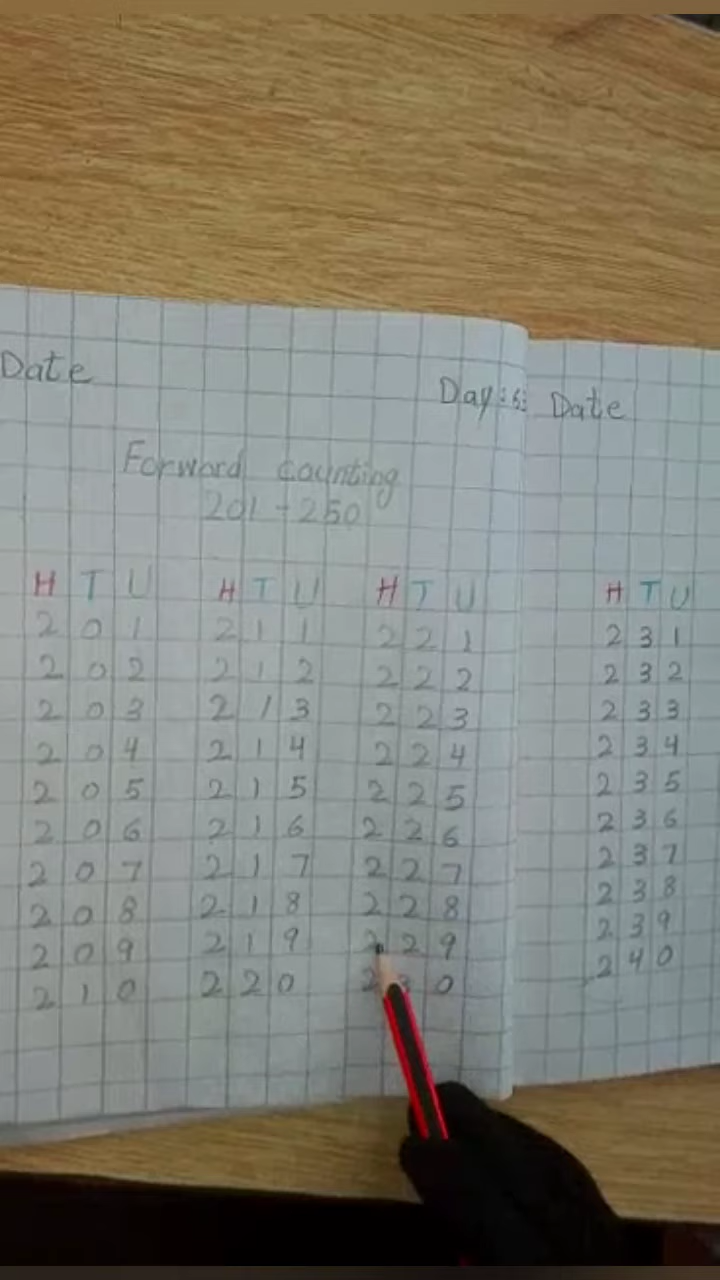 Date Day: Date
Forward counting
201 - 250
H T U H T U H T U H T U
2 0 1 2 1 1 2 2 1 2 3 1
2 0 2 2 1 2 2 2 2 2 3 2
2 0 3 2 1 3 2 2 3 2 3 3
2 0 4 2 1 4 2 2 4 2 3 4
2 0 5 2 1 5 2 2 5 2 3 5
2 0 6 2 1 6 2 2 6 2 3 6
2 0 7 2 1 7 2 2 7 2 3 7
2 0 8 2 1 8 2 2 8 2 3 8
2 0 9 2 1 9 2 2 9 2 3 9
2 1 0 2 2 0 2 3 0 2 4 0